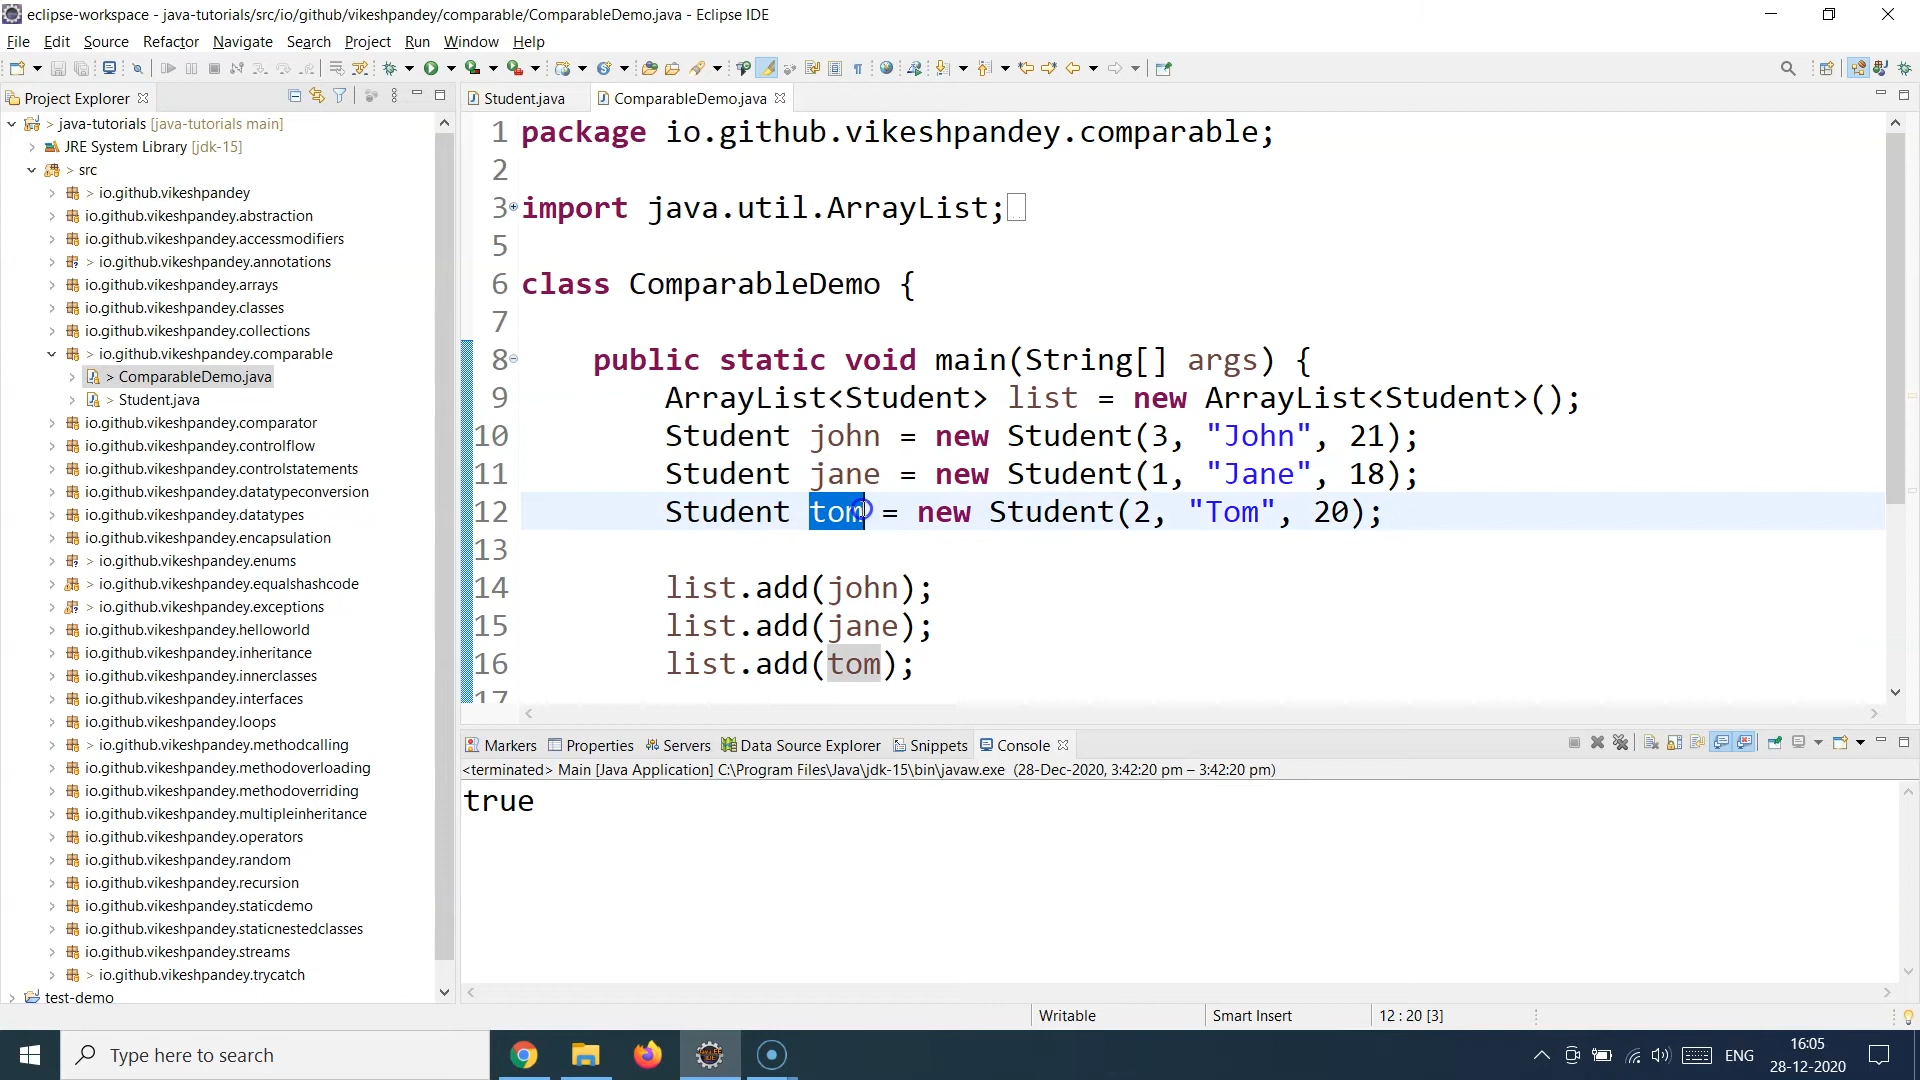 eclipse-workspace - java-tutorials/src/io/github/vikeshpandey/comparable/ComparableDemo.java - Eclipse IDE
File Edit Source Refactor Navigate Search Project Run Window Help
Project Explorer
Student.java ComparableDemo.java
> java-tutorials [java-tutorials main]
JRE System Library [jdk-15]
> src
> io.github.vikeshpandey
io.github.vikeshpandey.abstraction
io.github.vikeshpandey.accessmodifiers
> io.github.vikeshpandey.annotations
io.github.vikeshpandey.arrays
io.github.vikeshpandey.classes
io.github.vikeshpandey.collections
> io.github.vikeshpandey.comparable
> ComparableDemo.java
> Student.java
io.github.vikeshpandey.comparator
io.github.vikeshpandey.controlflow
io.github.vikeshpandey.controlstatements
io.github.vikeshpandey.datatypeconversion
io.github.vikeshpandey.datatypes
io.github.vikeshpandey.encapsulation
> io.github.vikeshpandey.enums
> io.github.vikeshpandey.equalshashcode
> io.github.vikeshpandey.exceptions
io.github.vikeshpandey.helloworld
io.github.vikeshpandey.inheritance
io.github.vikeshpandey.innerclasses
io.github.vikeshpandey.interfaces
io.github.vikeshpandey.loops
> io.github.vikeshpandey.methodcalling
io.github.vikeshpandey.methodoverloading
io.github.vikeshpandey.methodoverriding
io.github.vikeshpandey.multipleinheritance
io.github.vikeshpandey.operators
io.github.vikeshpandey.random
io.github.vikeshpandey.recursion
io.github.vikeshpandey.staticdemo
io.github.vikeshpandey.staticnestedclasses
io.github.vikeshpandey.streams
> io.github.vikeshpandey.trycatch
test-demo
1 package io.github.vikeshpandey.comparable;
2
3 import java.util.ArrayList;
5
6 class ComparableDemo {
7
8 public static void main(String[] args) {
9 ArrayList<Student> list = new ArrayList<Student>();
10 Student john = new Student(3, "John", 21);
11 Student jane = new Student(1, "Jane", 18);
12 Student tom = new Student(2, "Tom", 20);
13
14 list.add(john);
15 list.add(jane);
16 list.add(tom);
17
Markers Properties Servers Data Source Explorer Snippets Console
<terminated> Main [Java Application] C:\Program Files\Java\jdk-15\bin\javaw.exe (28-Dec-2020, 3:42:20 pm – 3:42:20 pm)
true
Writable Smart Insert 12 : 20 [3]
Type here to search
ENG
16:05
28-12-2020